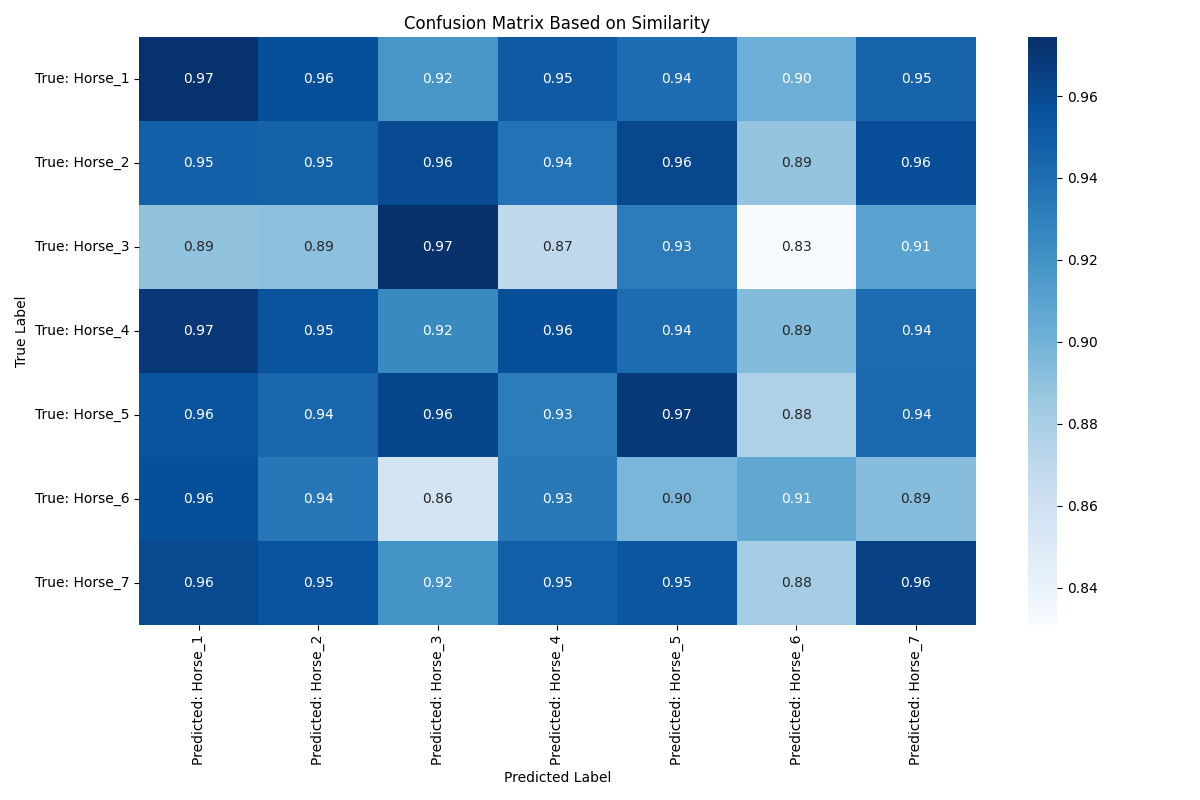 Confusion Matrix Based on Similarity
True: Horse_1 0.97 0.96 0.92 0.95 0.94 0.90 0.95
True: Horse_2 0.95 0.95 0.96 0.94 0.96 0.89 0.96
True: Horse_3 0.89 0.89 0.97 0.87 0.93 0.83 0.91
True: Horse_4 0.97 0.95 0.92 0.96 0.94 0.89 0.94
True: Horse_5 0.96 0.94 0.96 0.93 0.97 0.88 0.94
True: Horse_6 0.96 0.94 0.86 0.93 0.90 0.91 0.89
True: Horse_7 0.96 0.95 0.92 0.95 0.95 0.88 0.96
True Label
Predicted: Horse_1
Predicted: Horse_2
Predicted: Horse_3
Predicted: Horse_4
Predicted: Horse_5
Predicted: Horse_6
Predicted: Horse_7
Predicted Label
0.96
0.94
0.92
0.90
0.88
0.86
0.84